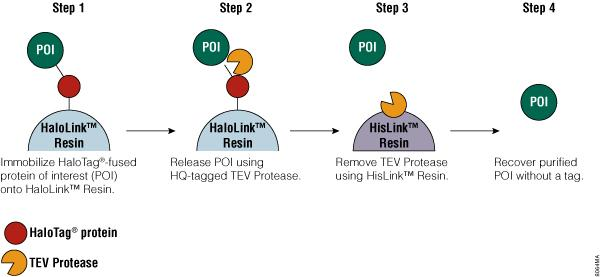 Step 1
Step 2
Step 3
Step 4
POI
POI
POI
POI
HaloLink™
Resin
HaloLink™
Resin
HisLink™
Resin
Immobilize HaloTag®-fused
protein of interest (POI)
onto HaloLink™ Resin.
Release POI using
HQ-tagged TEV Protease.
Remove TEV Protease
using HisLink™ Resin.
Recover purified
POI without a tag.
HaloTag® protein
TEV Protease